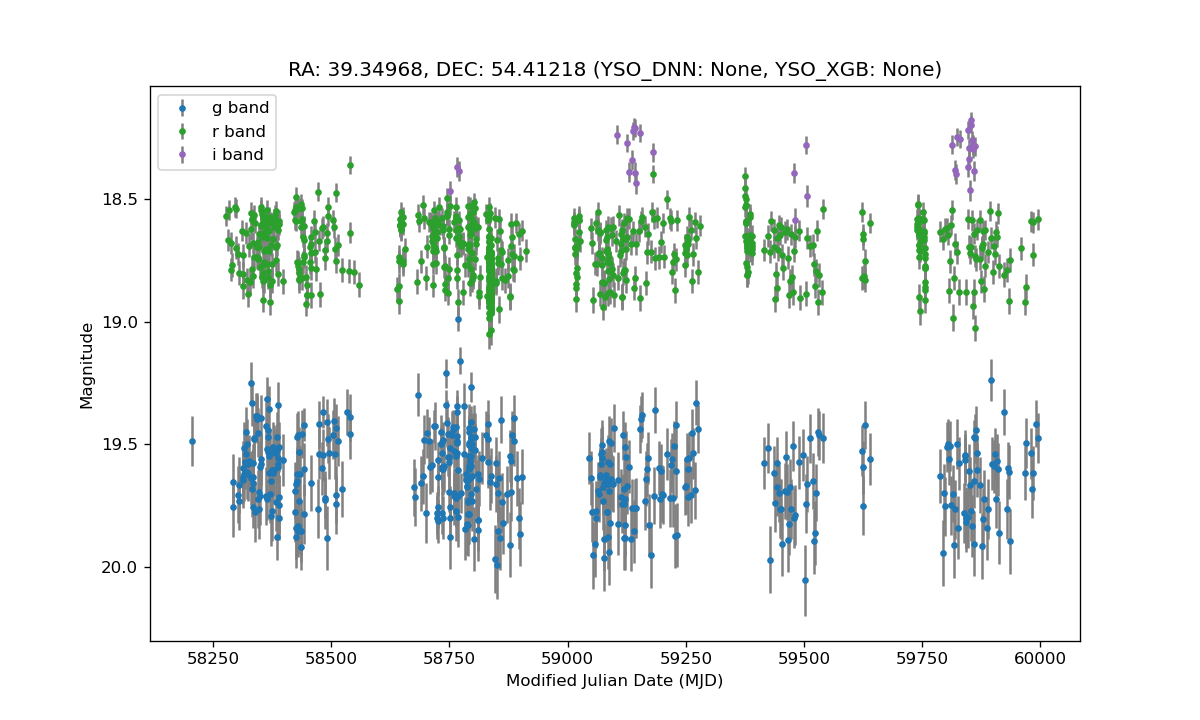 RA: 39.34968, DEC: 54.41218 (YSO_DNN: None, YSO_XGB: None)
g band
r band
i band
18.5
19.0
19.5
20.0
Magnitude
58250 58500 58750 59000 59250 59500 59750 60000
Modified Julian Date (MJD)